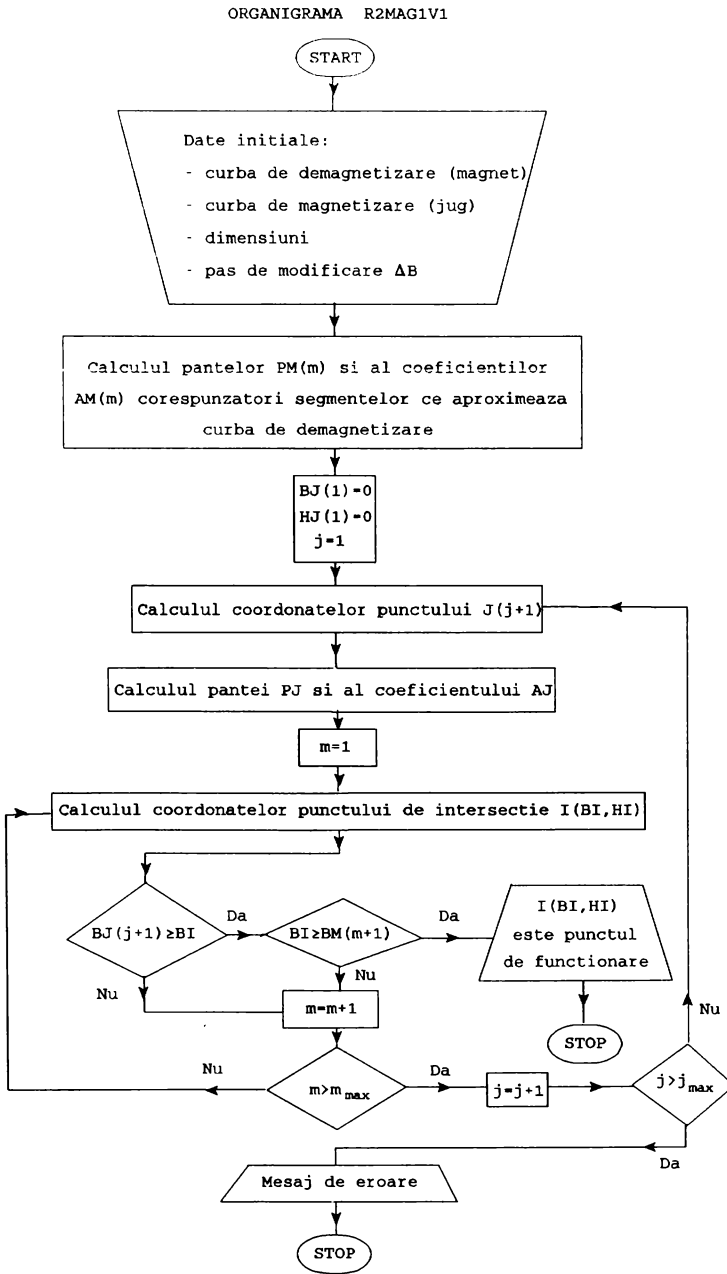 ORGANIGRAMA R2MAG1V1
START
Date initiale:
- curba de demagnetizare (magnet)
- curba de magnetizare (jug)
- dimensiuni
- pas de modificare ΔB
Calculul pantelor PM(m) si al coeficientilor
AM(m) corespunzatori segmentelor ce aproximeaza
curba de demagnetizare
BJ(1)=0
HJ(1)=0
j=1
Calculul coordonatelor punctului J(j+1)
Calculul pantei PJ si al coeficientului AJ
m=1
Calculul coordonatelor punctului de intersectie I(BI,HI)
BJ(j+1)≥BI
Da
BI≥BM(m+1)
Da
I(BI,HI)
este punctul
de functionare
Nu
Nu
m=m+1
STOP
Nu
Nu
m>mmax
Da
j=j+1
j>jmax
Da
Mesaj de eroare
STOP